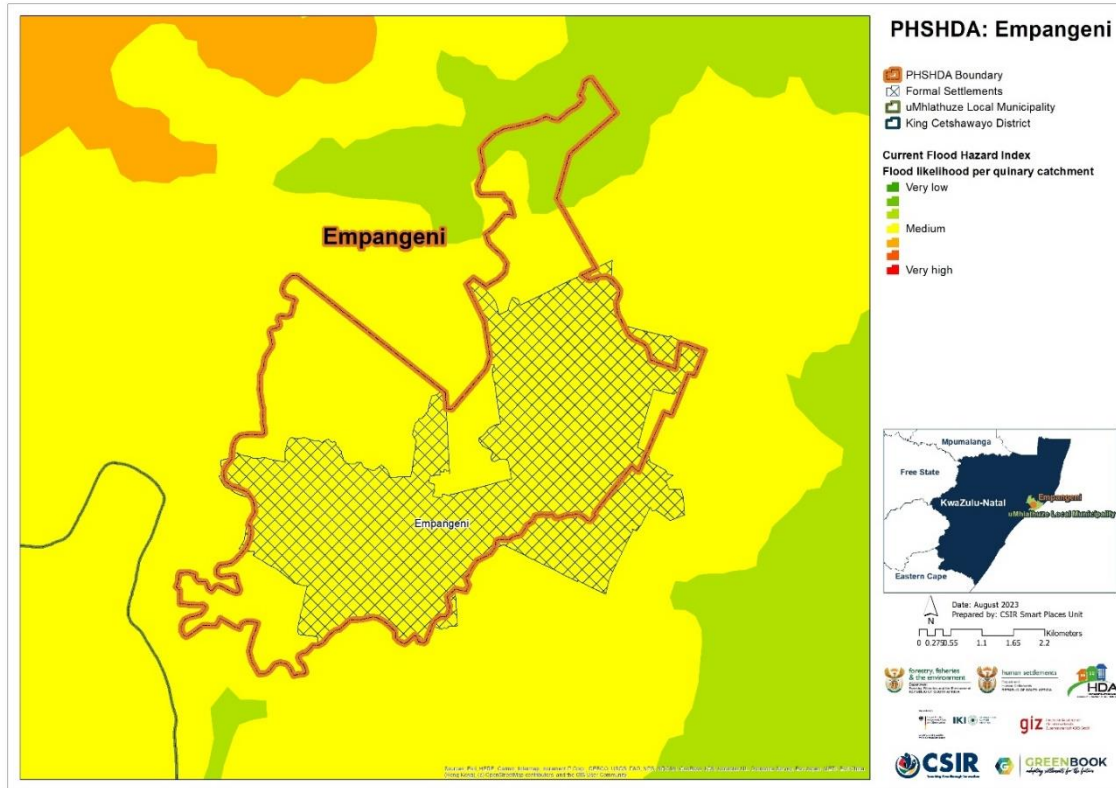 PHSHDA: Empangeni
PHSHDA Boundary
Formal Settlements
uMhlathuze Local Municipality
King Cetshawayo District
Current Flood Hazard Index
Flood likelihood per quinary catchment
Very low
Medium
Very high
Empangeni
Empangeni
Mpumalanga
Free State
KwaZulu-Natal
Empangeni
uMhlathuze Local Municipality
Eastern Cape
Date: August 2023
Prepared by: CSIR Smart Places Unit
N
Kilometers
0 0.275 0.55 1.1 1.65 2.2
forestry, fisheries
& the environment
human settlements
HDA
IKI
giz
CSIR
GREENBOOK